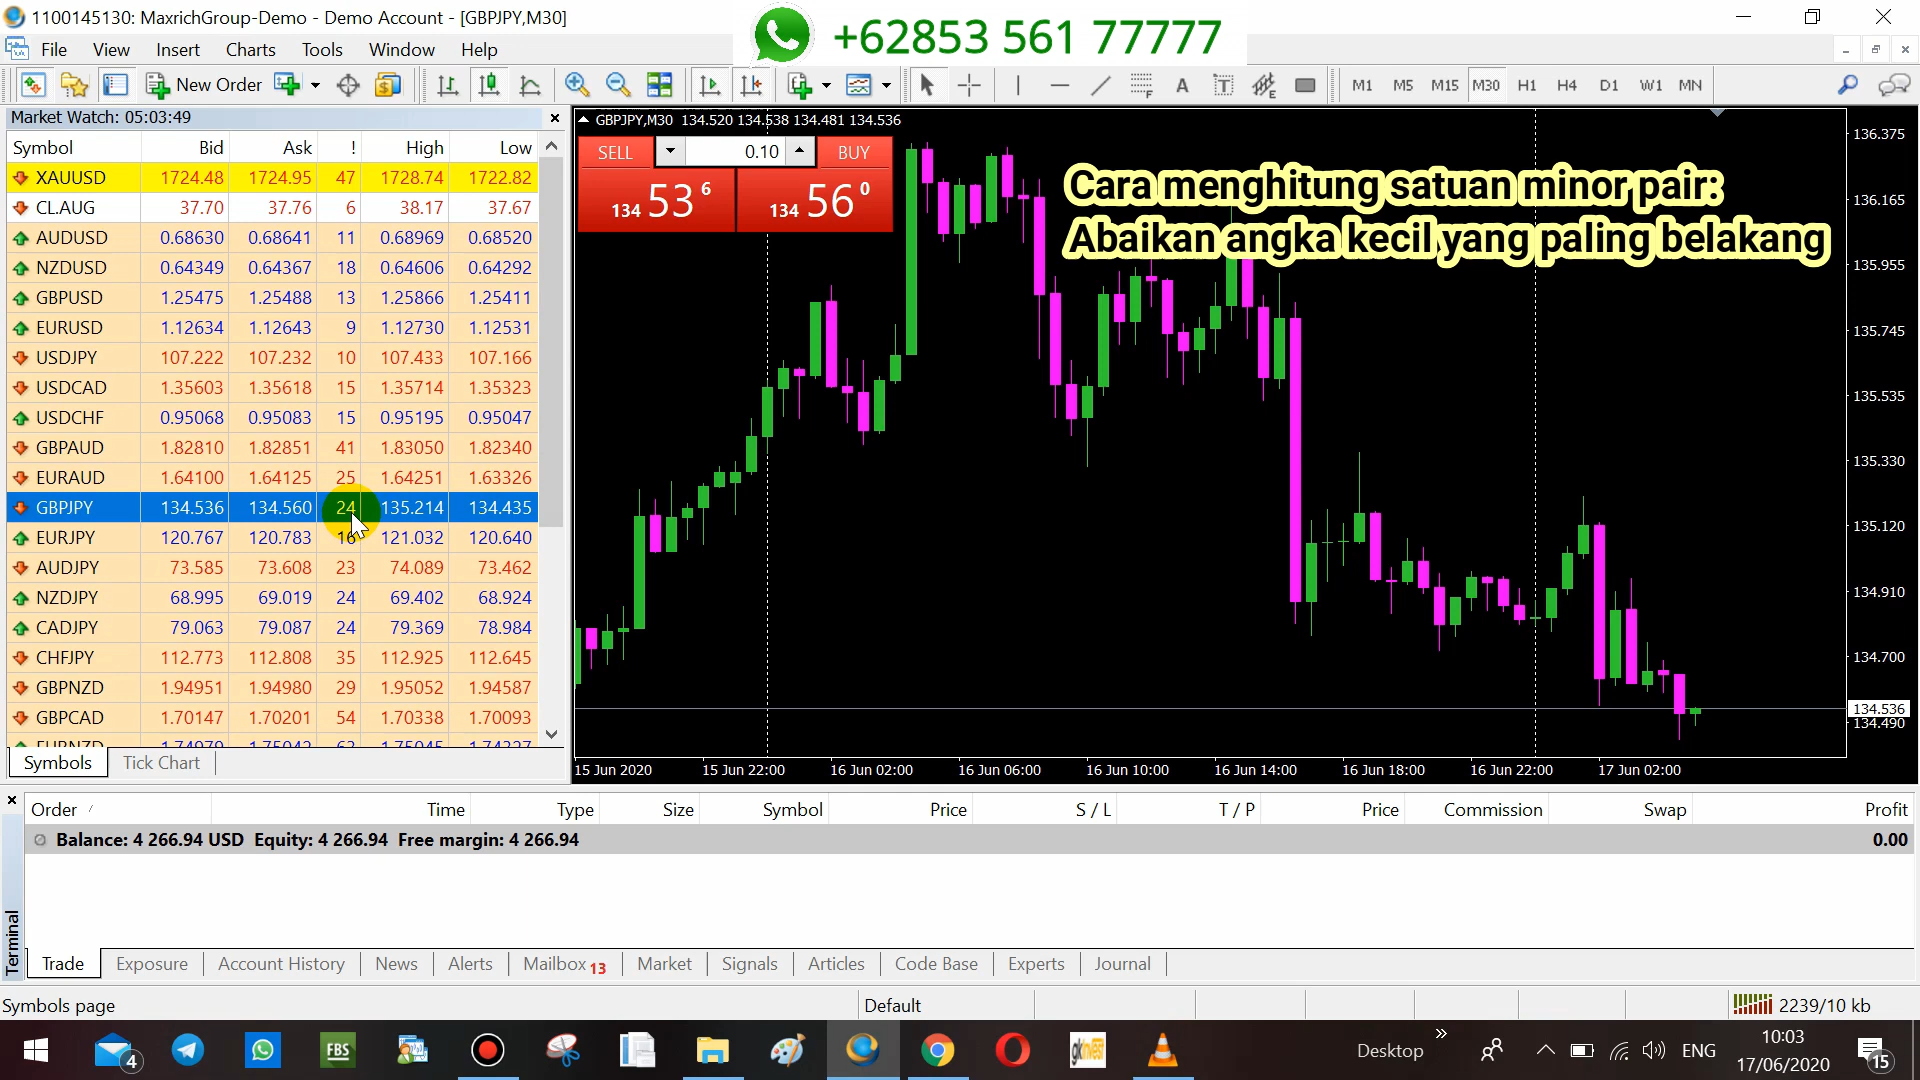 1100145130: MaxrichGroup-Demo - Demo Account - [GBPJPY,M30]
+62853 561 77777
File View Insert Charts Tools Window Help
New Order
A T F E
M1 M5 M15 M30 H1 H4 D1 W1 MN
Market Watch: 05:03:49
Symbol Bid Ask ! High Low
XAUUSD 1724.48 1724.95 47 1728.74 1722.82
CL.AUG 37.70 37.76 6 38.17 37.67
AUDUSD 0.68630 0.68641 11 0.68969 0.68520
NZDUSD 0.64349 0.64367 18 0.64606 0.64292
GBPUSD 1.25475 1.25488 13 1.25866 1.25411
EURUSD 1.12634 1.12643 9 1.12730 1.12531
USDJPY 107.222 107.232 10 107.433 107.166
USDCAD 1.35603 1.35618 15 1.35714 1.35323
USDCHF 0.95068 0.95083 15 0.95195 0.95047
GBPAUD 1.82810 1.82851 41 1.83050 1.82340
EURAUD 1.64100 1.64125 25 1.64251 1.63326
GBPJPY 134.536 134.560 24 135.214 134.435
EURJPY 120.767 120.783 16 121.032 120.640
AUDJPY 73.585 73.608 23 74.089 73.462
NZDJPY 68.995 69.019 24 69.402 68.924
CADJPY 79.063 79.087 24 79.369 78.984
CHFJPY 112.773 112.808 35 112.925 112.645
GBPNZD 1.94951 1.94980 29 1.95052 1.94587
GBPCAD 1.70147 1.70201 54 1.70338 1.70093
Symbols Tick Chart
GBPJPY,M30 134.520 134.538 134.481 134.536
SELL 0.10 BUY
134 53 6 134 56 0
Cara menghitung satuan minor pair:
Abaikan angka kecil yang paling belakang
136.375
136.165
135.955
135.745
135.535
135.330
135.120
134.910
134.700
134.536
134.490
15 Jun 2020 15 Jun 22:00 16 Jun 02:00 16 Jun 06:00 16 Jun 10:00 16 Jun 14:00 16 Jun 18:00 16 Jun 22:00 17 Jun 02:00
Order / Time Type Size Symbol Price S / L T / P Price Commission Swap Profit
Balance: 4 266.94 USD Equity: 4 266.94 Free margin: 4 266.94 0.00
Terminal
Trade Exposure Account History News Alerts Mailbox 13 Market Signals Articles Code Base Experts Journal
Symbols page Default 2239/10 kb
4 FBS gkinvest Desktop » ENG 10:03 15
17/06/2020